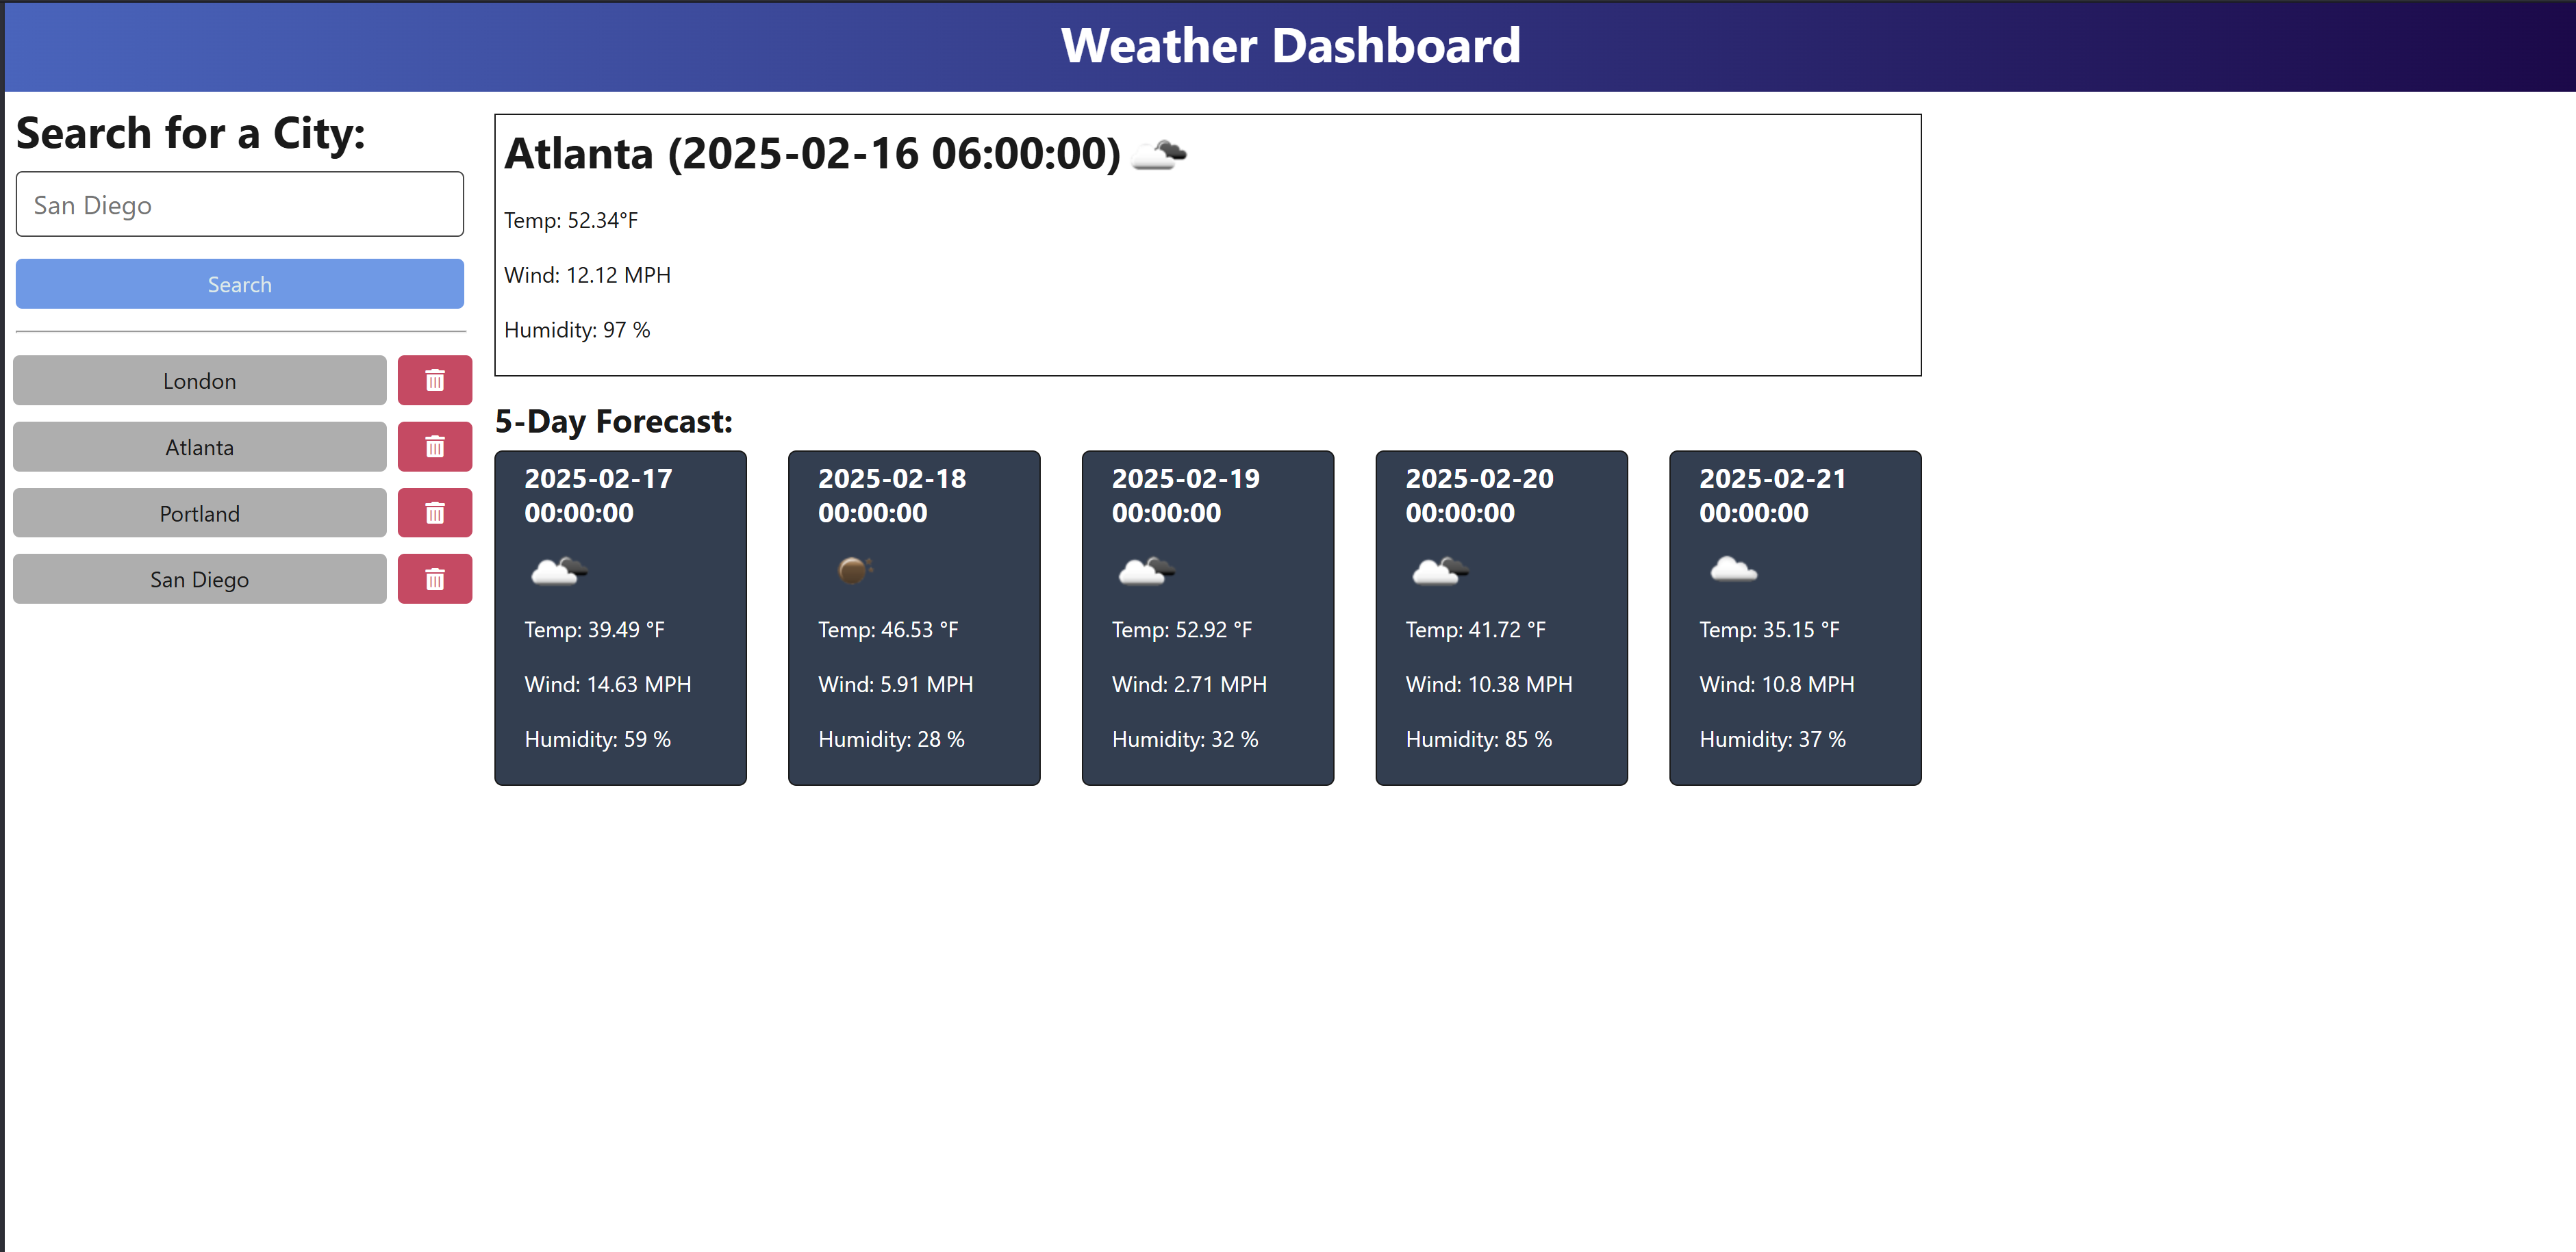 Weather Dashboard
Search for a City:
San Diego
Search
London
Atlanta
Portland
San Diego
Atlanta (2025-02-16 06:00:00)
Temp: 52.34°F
Wind: 12.12 MPH
Humidity: 97 %
5-Day Forecast:
2025-02-17
00:00:00
Temp: 39.49 °F
Wind: 14.63 MPH
Humidity: 59 %
2025-02-18
00:00:00
Temp: 46.53 °F
Wind: 5.91 MPH
Humidity: 28 %
2025-02-19
00:00:00
Temp: 52.92 °F
Wind: 2.71 MPH
Humidity: 32 %
2025-02-20
00:00:00
Temp: 41.72 °F
Wind: 10.38 MPH
Humidity: 85 %
2025-02-21
00:00:00
Temp: 35.15 °F
Wind: 10.8 MPH
Humidity: 37 %